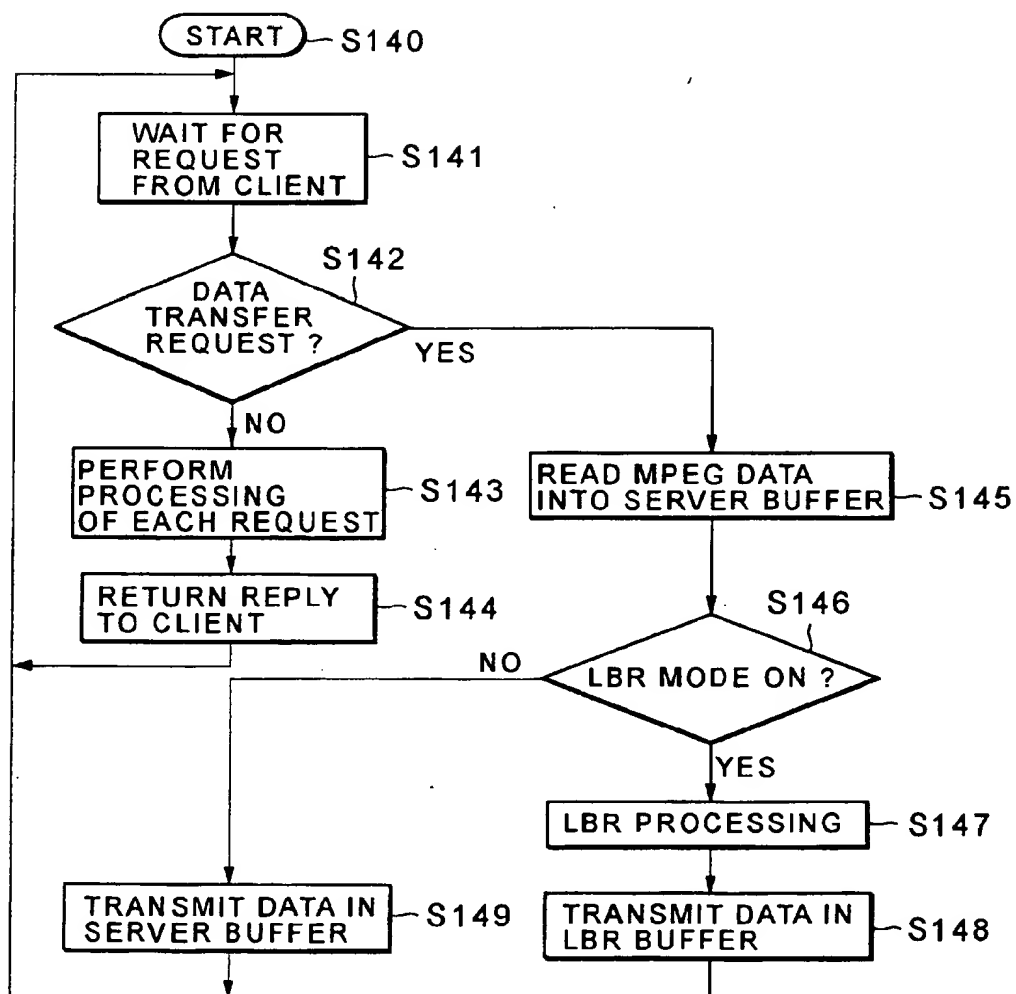 START
S140
WAIT FOR
REQUEST
FROM CLIENT
S141
S142
DATA
TRANSFER
REQUEST ?
YES
NO
PERFORM
PROCESSING
OF EACH REQUEST
S143
READ MPEG DATA
INTO SERVER BUFFER
S145
RETURN REPLY
TO CLIENT
S144
S146
NO
LBR MODE ON ?
YES
LBR PROCESSING
S147
TRANSMIT DATA IN
SERVER BUFFER
S149
TRANSMIT DATA IN
LBR BUFFER
S148